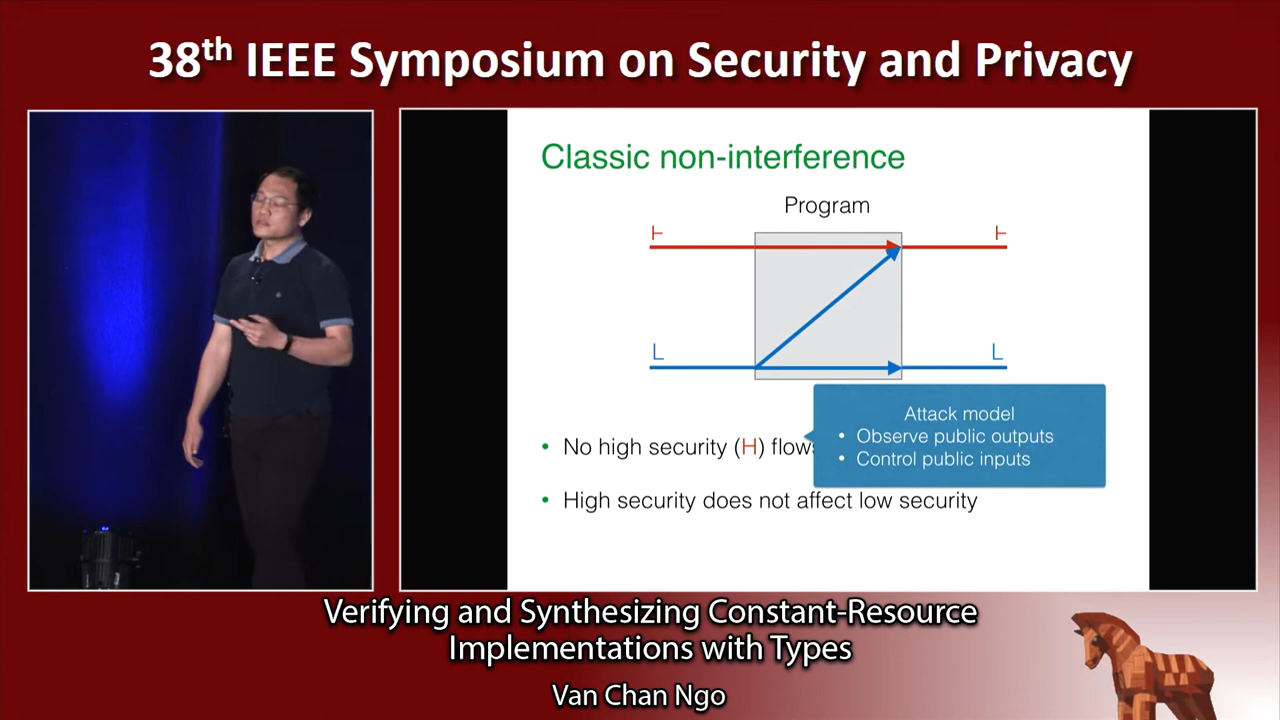 38th IEEE Symposium on Security and Privacy
Classic non-interference
Program
H H
L L
Attack model
• Observe public outputs
• Control public inputs
• No high security (H) flows
• High security does not affect low security
Verifying and Synthesizing Constant-Resource
Implementations with Types
Van Chan Ngo